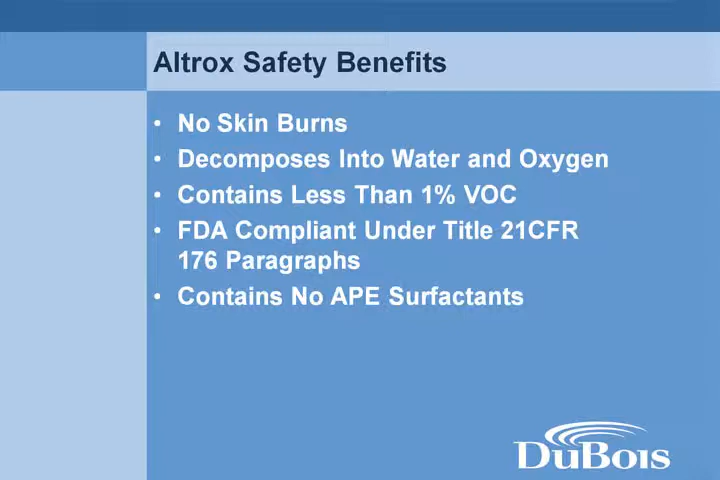 Altrox Safety Benefits
• No Skin Burns
• Decomposes Into Water and Oxygen
• Contains Less Than 1% VOC
• FDA Compliant Under Title 21CFR
176 Paragraphs
• Contains No APE Surfactants
DuBois